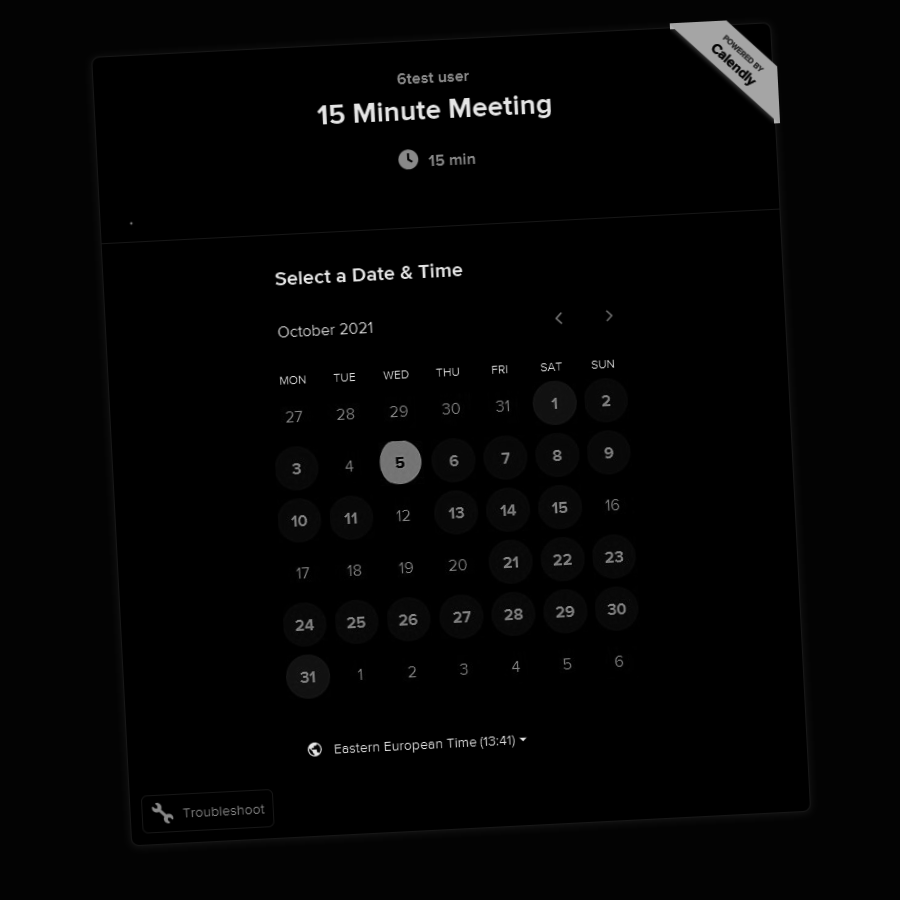 POWERED BY
Calendly
6test user
15 Minute Meeting
15 min
Select a Date & Time
October 2021
MON TUE WED THU FRI SAT SUN
27 28 29 30 31 1 2
3 4 5 6 7 8 9
10 11 12 13 14 15 16
17 18 19 20 21 22 23
24 25 26 27 28 29 30
31 1 2 3 4 5 6
Eastern European Time (13:41)
Troubleshoot